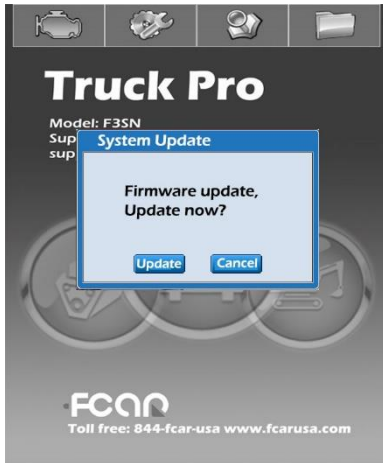 Truck Pro
Model: F3SN
Sup
sup
System Update
Firmware update,
Update now?
Update
Cancel
FCAR
Toll free: 844-fcar-usa www.fcarusa.com